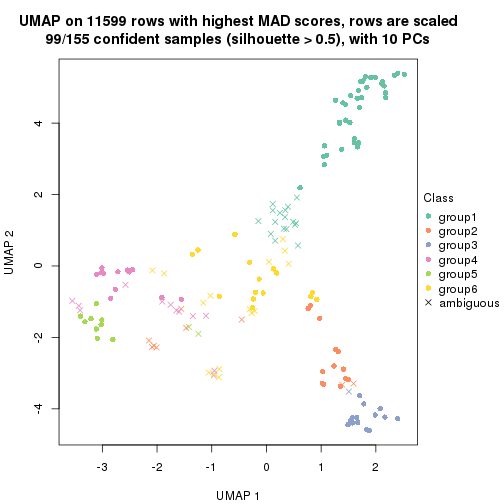 UMAP on 11599 rows with highest MAD scores, rows are scaled
99/155 confident samples (silhouette > 0.5), with 10 PCs
4
2
0
-2
-4
UMAP 2
-3
-2
-1
0
1
2
UMAP 1
Class
group1
group2
group3
group4
group5
group6
ambiguous